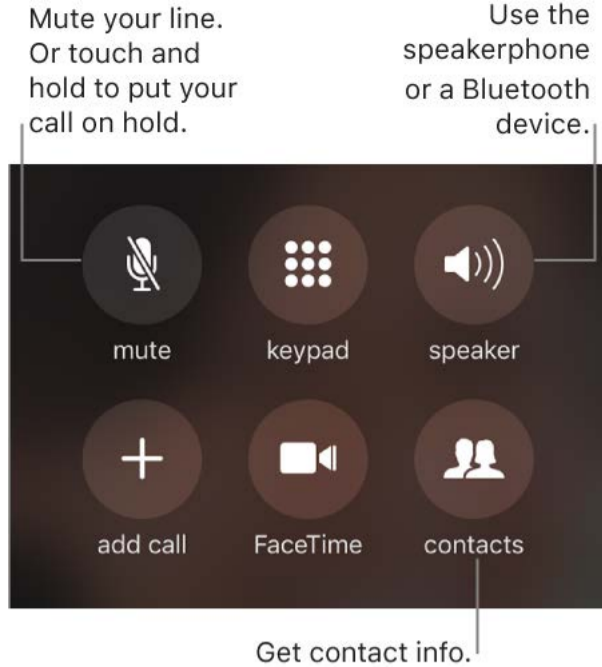 Mute your line.
Or touch and
hold to put your
call on hold.
Use the
speakerphone
or a Bluetooth
device.
mute
keypad
speaker
add call
FaceTime
contacts
Get contact info.